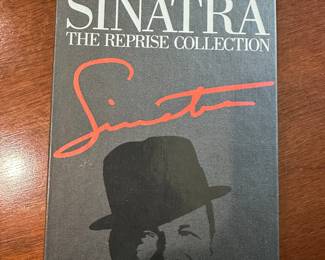 SINATRA
THE REPRISE COLLECTION
Sinatra